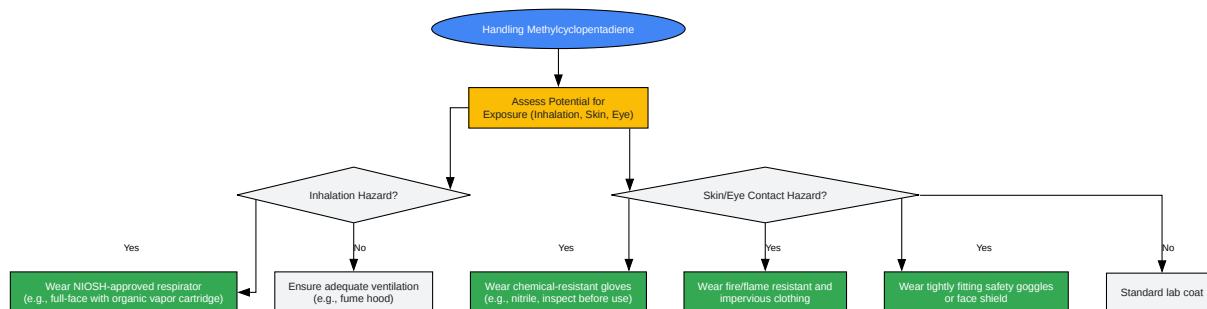 Handling Methylcyclopentadiene
Assess Potential for
Exposure (Inhalation, Skin, Eye)
Inhalation Hazard?
Skin/Eye Contact Hazard?
Yes
No
Yes
Yes
Yes
No
Wear NIOSH-approved respirator
(e.g., full-face with organic vapor cartridge)
Ensure adequate ventilation
(e.g., fume hood)
Wear chemical-resistant gloves
(e.g., nitrile, inspect before use)
Wear fire/flame resistant and
impervious clothing
Wear tightly fitting safety goggles
or face shield
Standard lab coat